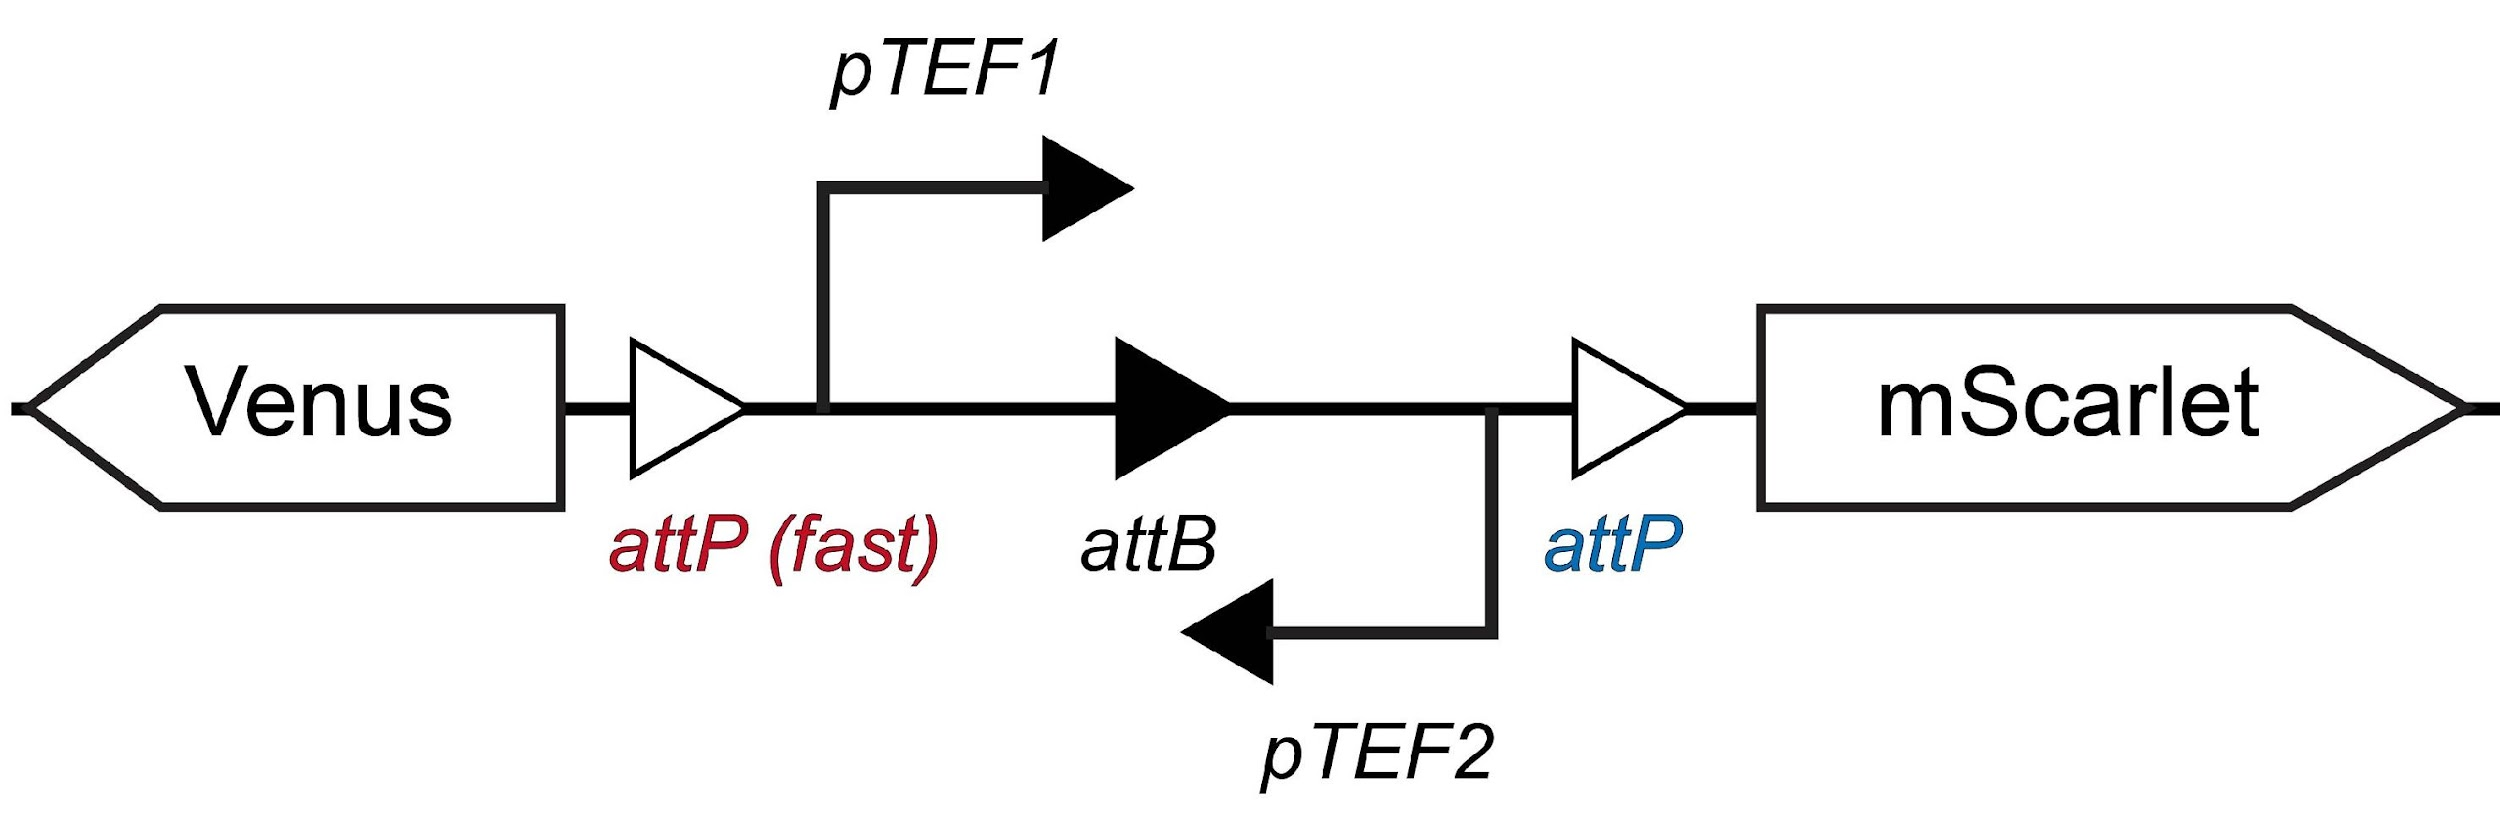 pTEF1
Venus
mScarlet
attP (fast)
attB
attP
pTEF2